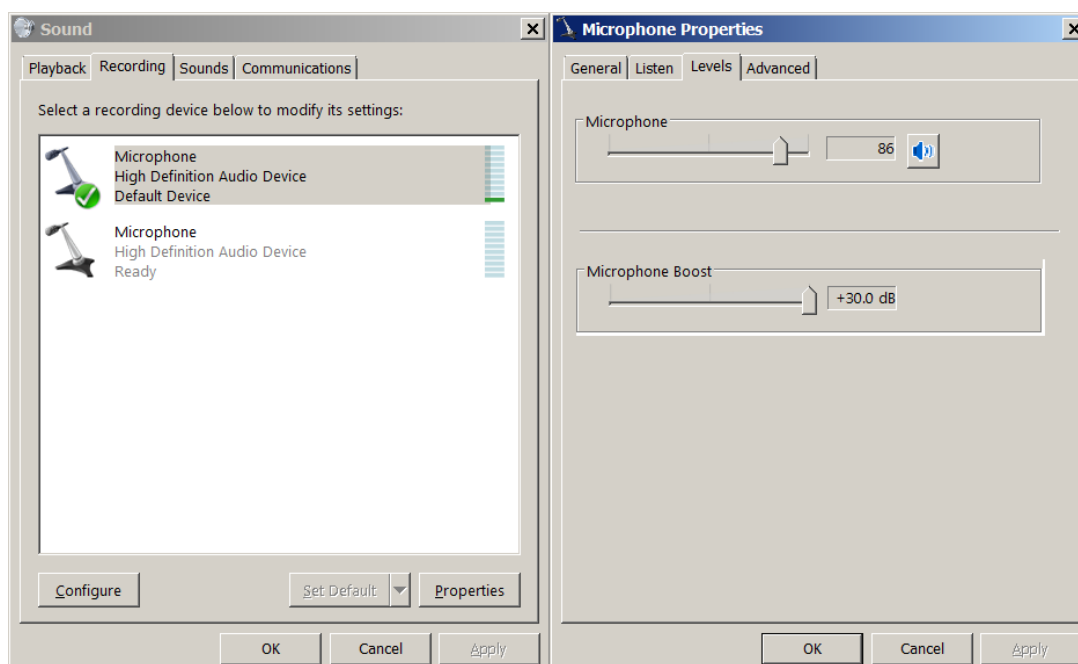 Sound
Playback Recording Sounds Communications
Select a recording device below to modify its settings:
Microphone
High Definition Audio Device
Default Device
Microphone
High Definition Audio Device
Ready
Configure Set Default Properties
OK Cancel Apply
Microphone Properties
General Listen Levels Advanced
Microphone
86
Microphone Boost
+30.0 dB
OK Cancel Apply